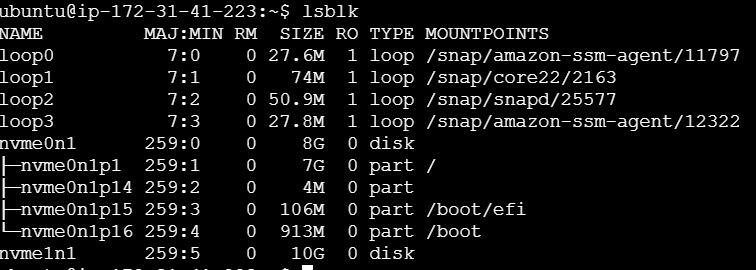 ubuntu@ip-172-31-41-223:~$ lsblk
NAME         MAJ:MIN RM  SIZE RO TYPE MOUNTPOINTS
loop0          7:0    0 27.6M  1 loop /snap/amazon-ssm-agent/11797
loop1          7:1    0   74M  1 loop /snap/core22/2163
loop2          7:2    0 50.9M  1 loop /snap/snapd/25577
loop3          7:3    0 27.8M  1 loop /snap/amazon-ssm-agent/12322
nvme0n1      259:0    0    8G  0 disk
├─nvme0n1p1  259:1    0    7G  0 part /
├─nvme0n1p14 259:2    0    4M  0 part
├─nvme0n1p15 259:3    0  106M  0 part /boot/efi
└─nvme0n1p16 259:4    0  913M  0 part /boot
nvme1n1      259:5    0   10G  0 disk